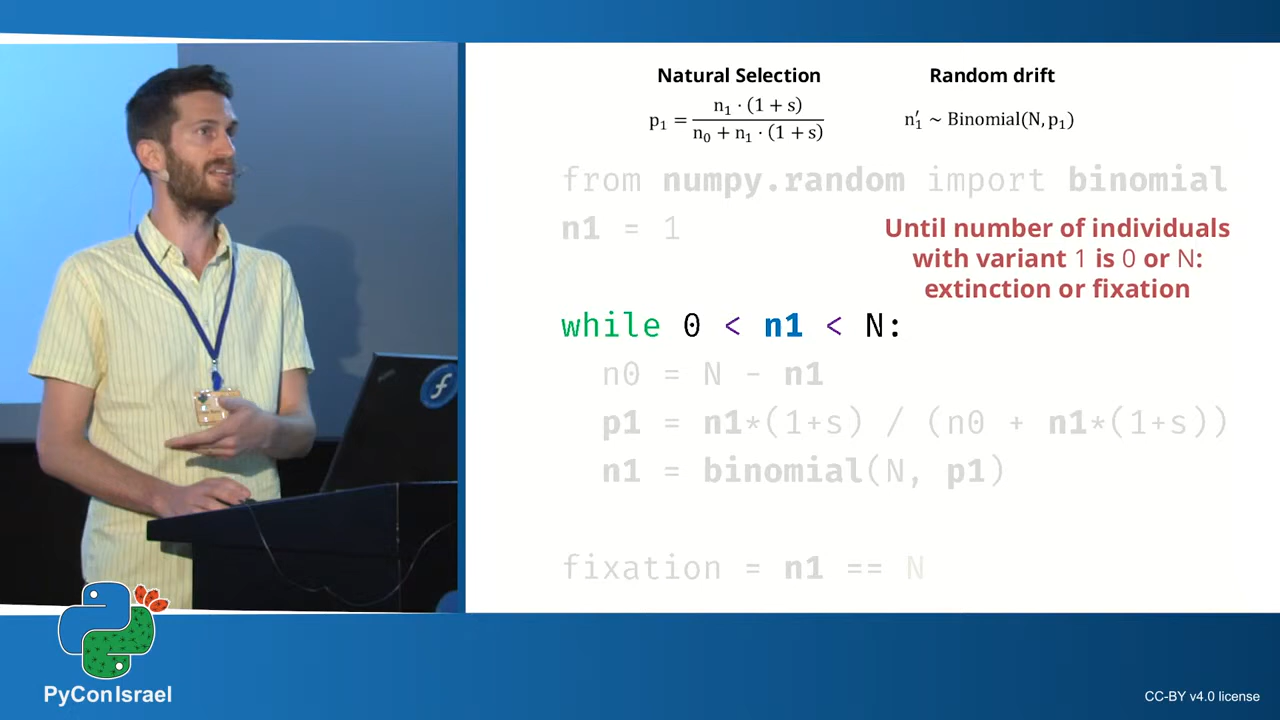 Natural Selection
p₁ = n₁ · (1 + s) / n₀ + n₁ · (1 + s)
Random drift
n₁′ ~ Binomial(N, p₁)
from numpy.random import binomial
n1 = 1
Until number of individuals
with variant 1 is 0 or N:
extinction or fixation
while 0 < n1 < N:
n0 = N - n1
p1 = n1*(1+s) / (n0 + n1*(1+s))
n1 = binomial(N, p1)
fixation = n1 == N
PyConIsrael
CC-BY v4.0 license